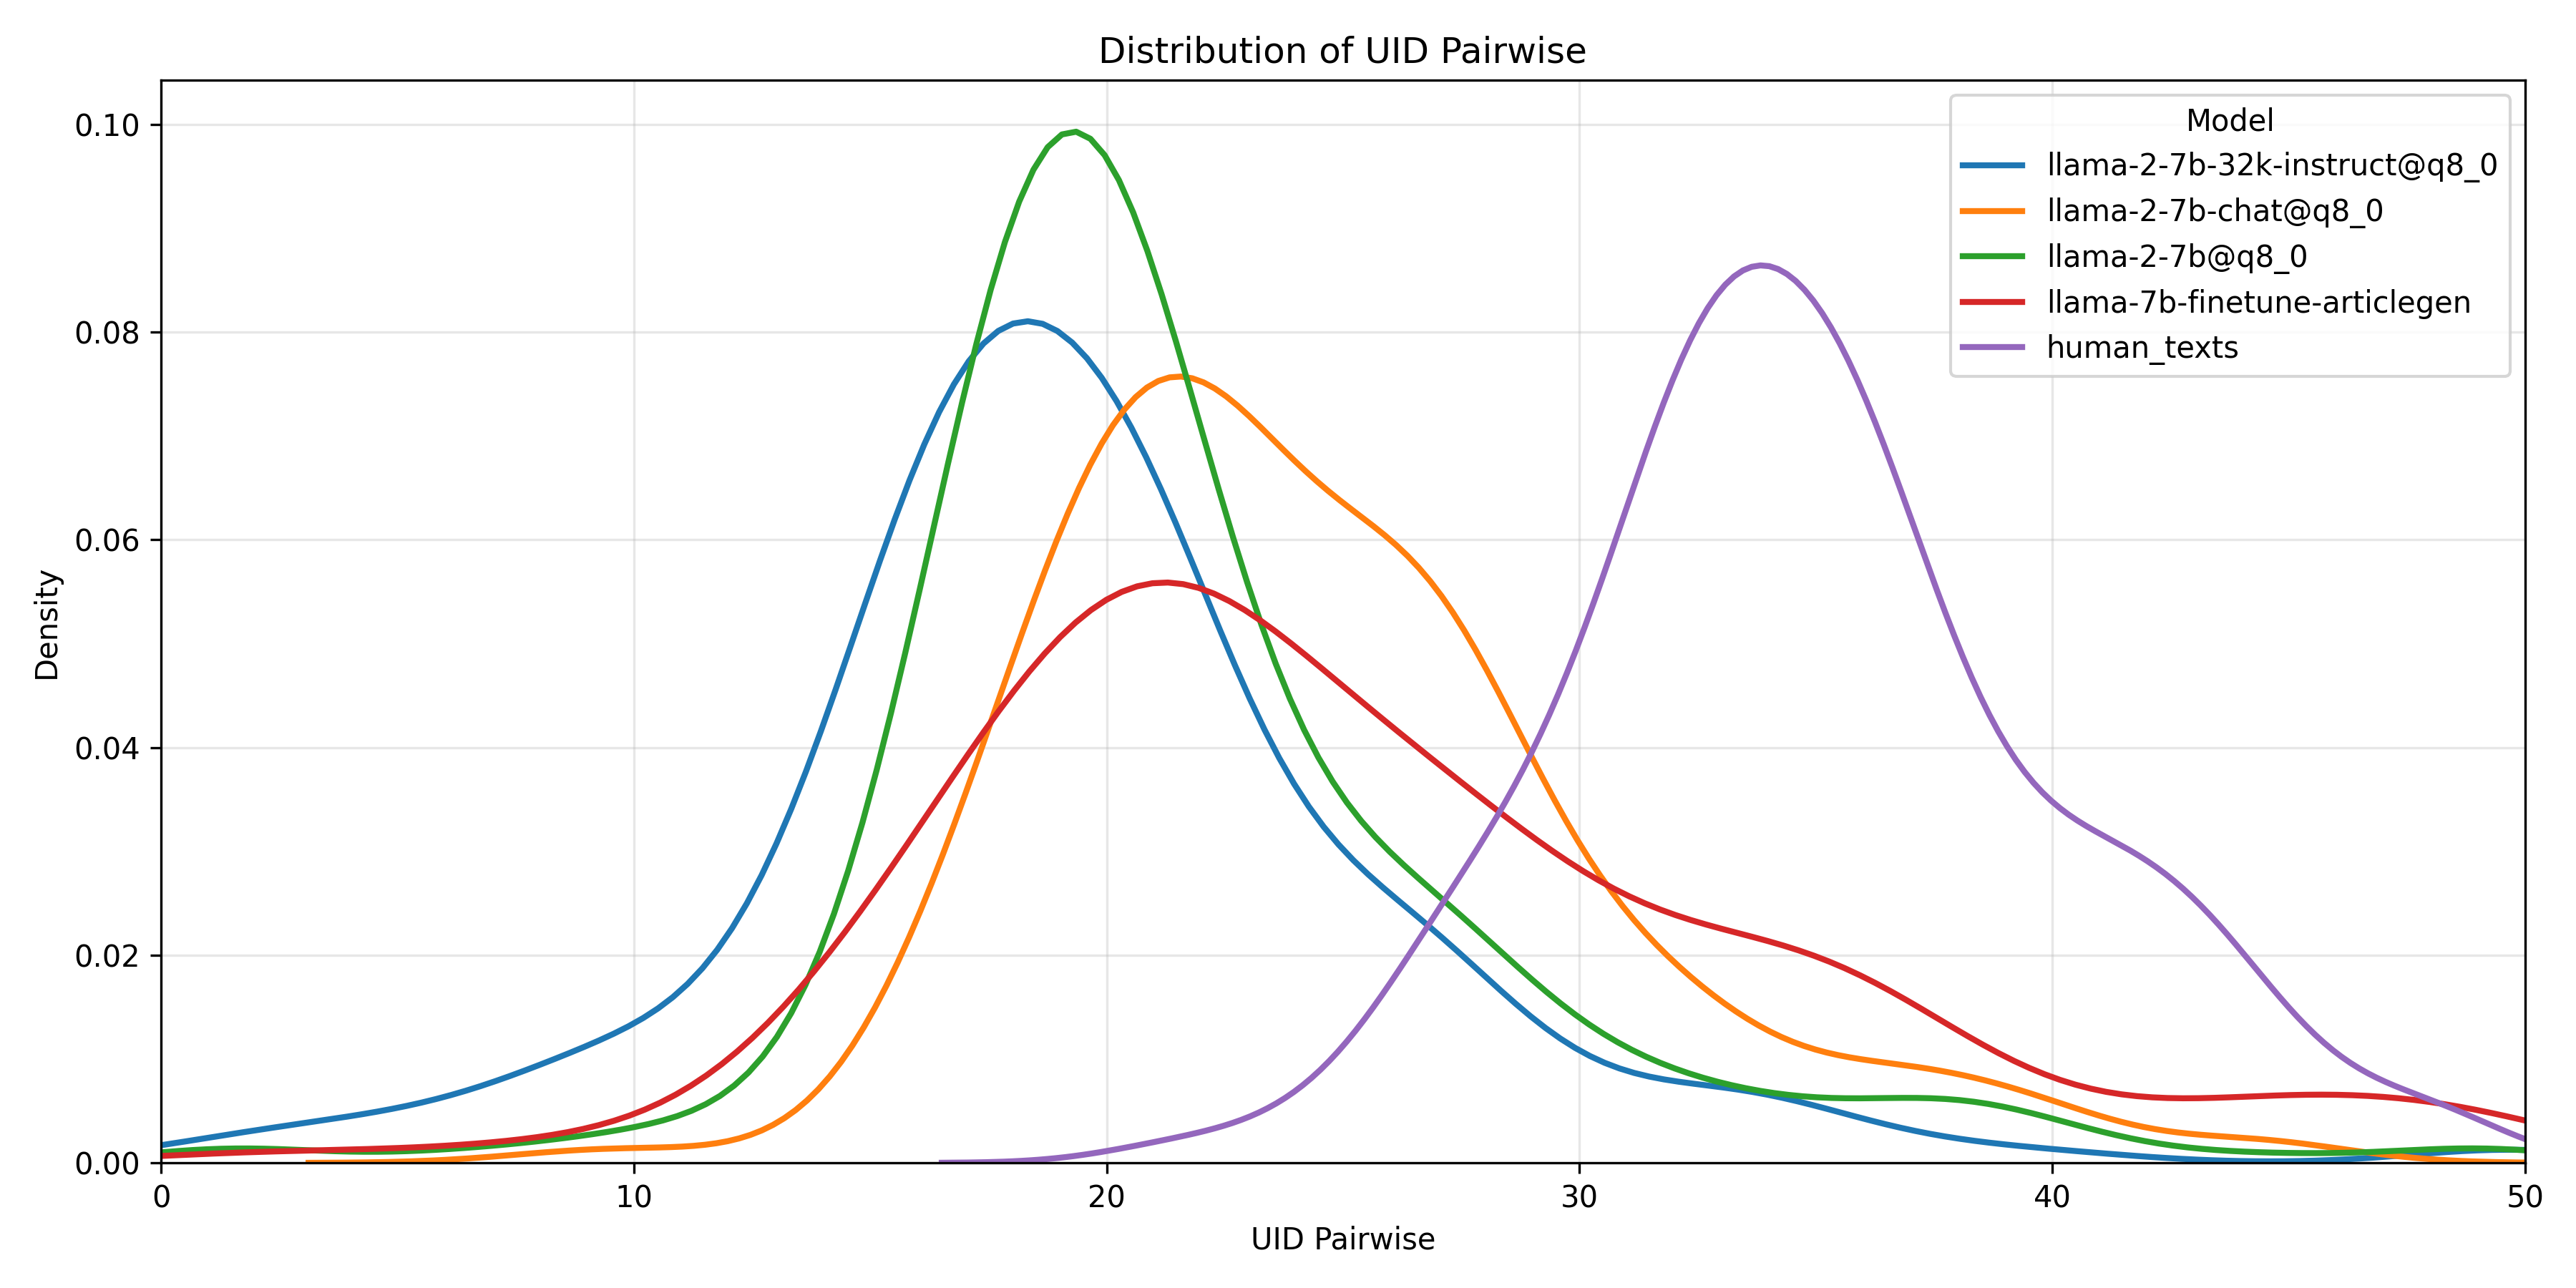 Distribution of UID Pairwise
Model
llama-2-7b-32k-instruct@q8_0
llama-2-7b-chat@q8_0
llama-2-7b@q8_0
llama-7b-finetune-articlegen
human_texts
Density
0.10
0.08
0.06
0.04
0.02
0.00
0 10 20 30 40 50
UID Pairwise